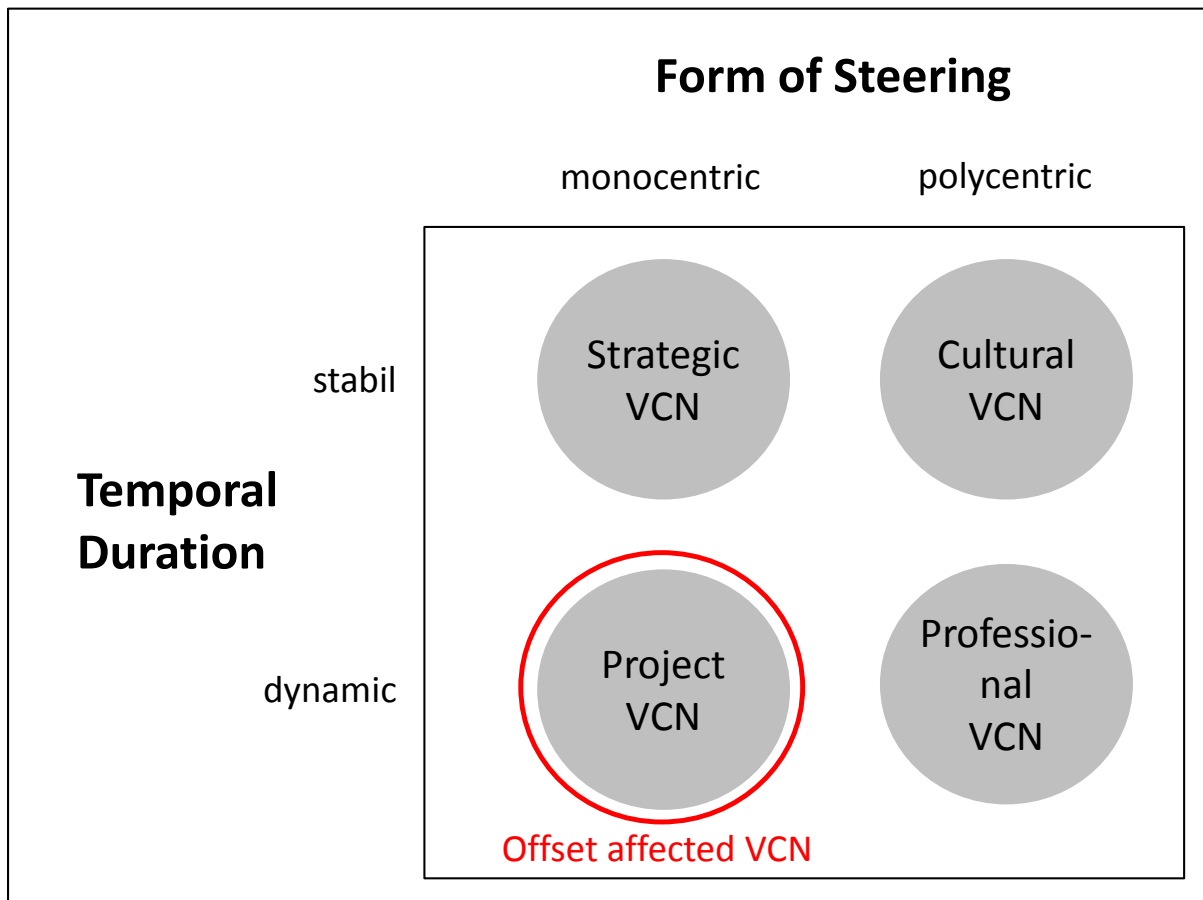 Form of Steering
monocentric
polycentric
stabil
Strategic
VCN
Cultural
VCN
Temporal
Duration
dynamic
Project
VCN
Professio-
nal
VCN
Offset affected VCN